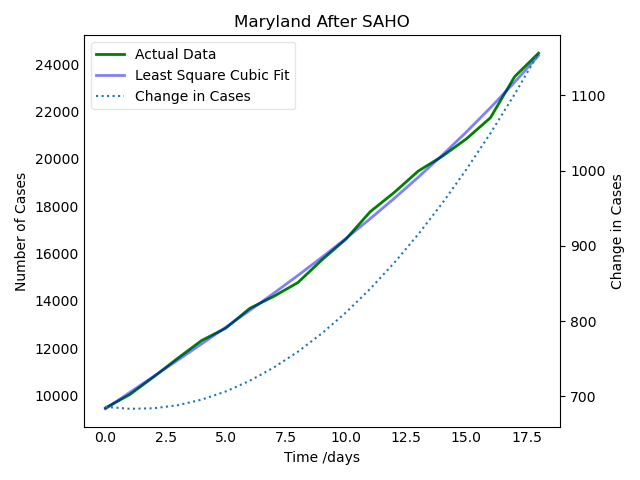 Maryland After SAHO
Actual Data
Least Square Cubic Fit
Change in Cases
24000
22000
20000
18000
16000
14000
12000
10000
Number of Cases
1100
1000
900
800
700
Change in Cases
0.0 2.5 5.0 7.5 10.0 12.5 15.0 17.5
Time /days